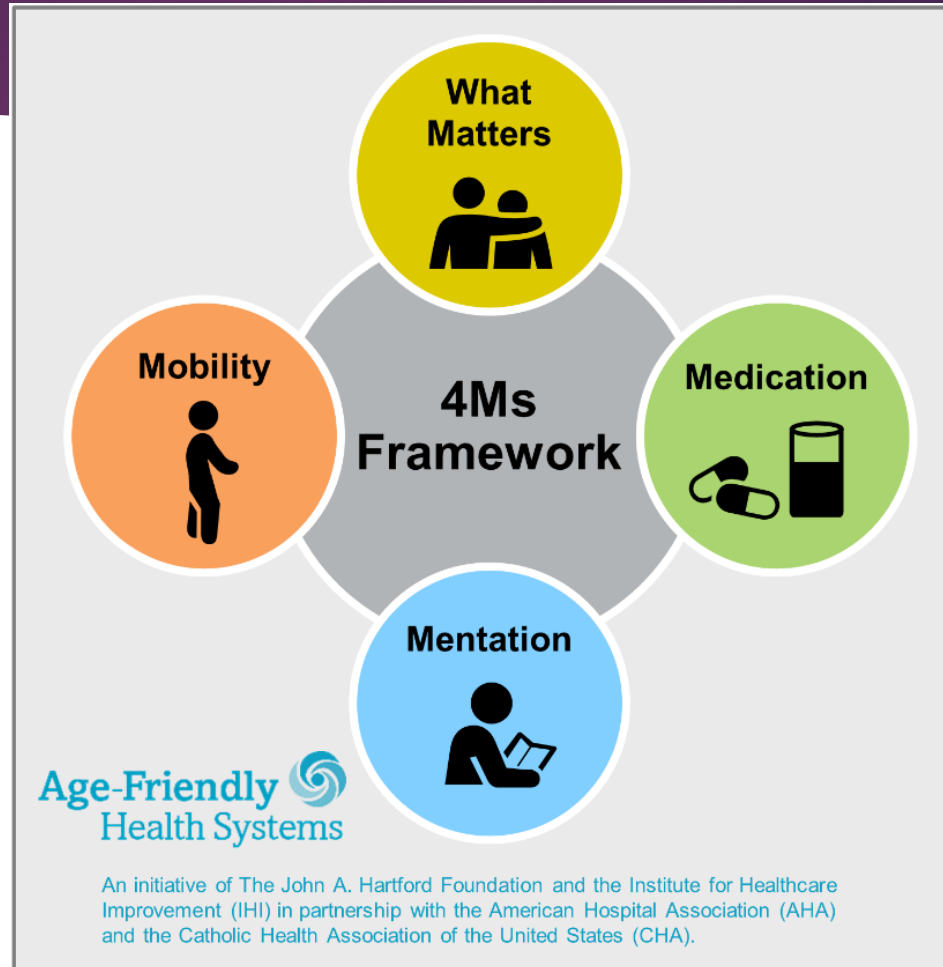 What
Matters
Mobility
4Ms
Framework
Medication
Mentation
Age-Friendly
Health Systems
An initiative of The John A. Hartford Foundation and the Institute for Healthcare
Improvement (IHI) in partnership with the American Hospital Association (AHA)
and the Catholic Health Association of the United States (CHA).